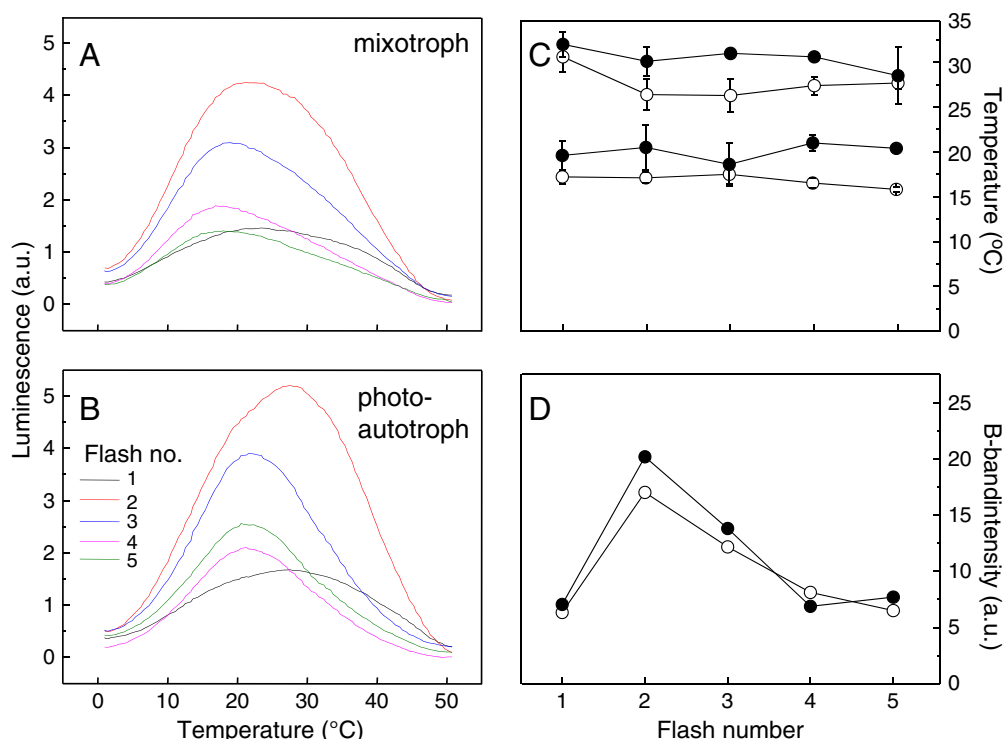 A
mixotroph
5
4
3
2
1
0
B
photo-
autotroph
Flash no.
1
2
3
4
5
5
4
3
2
1
0
Luminescence (a.u.)
0 10 20 30 40 50
Temperature (°C)
C
35
30
25
20
15
10
5
0
Temperature (°C)
D
25
20
15
10
5
0
B-bandintensity (a.u.)
1 2 3 4 5
Flash number